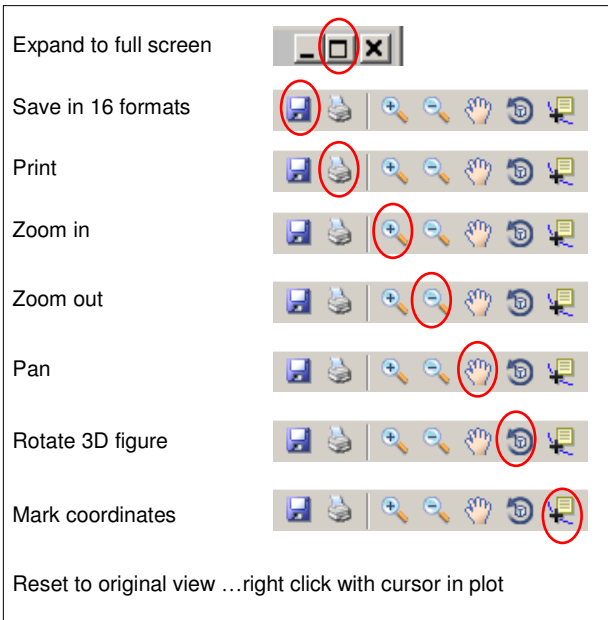 Expand to full screen
Save in 16 formats
Print
Zoom in
Zoom out
Pan
Rotate 3D figure
Mark coordinates
Reset to original view …right click with cursor in plot